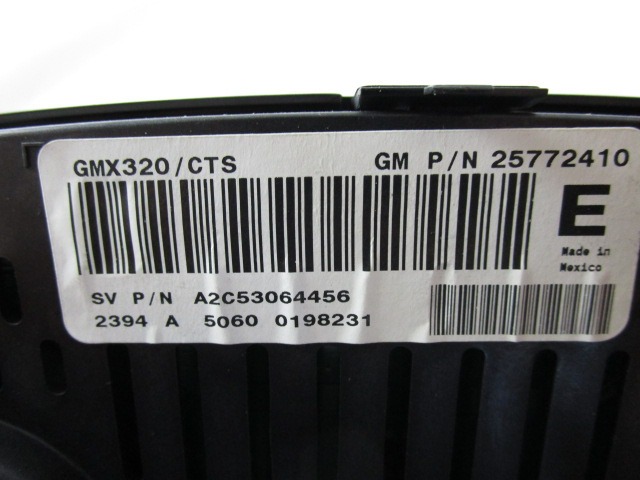 GMX320/CTS GM P/N 25772410
E
Made in
Mexico
SV P/N A2C53064456
2394 A 5060 0198231